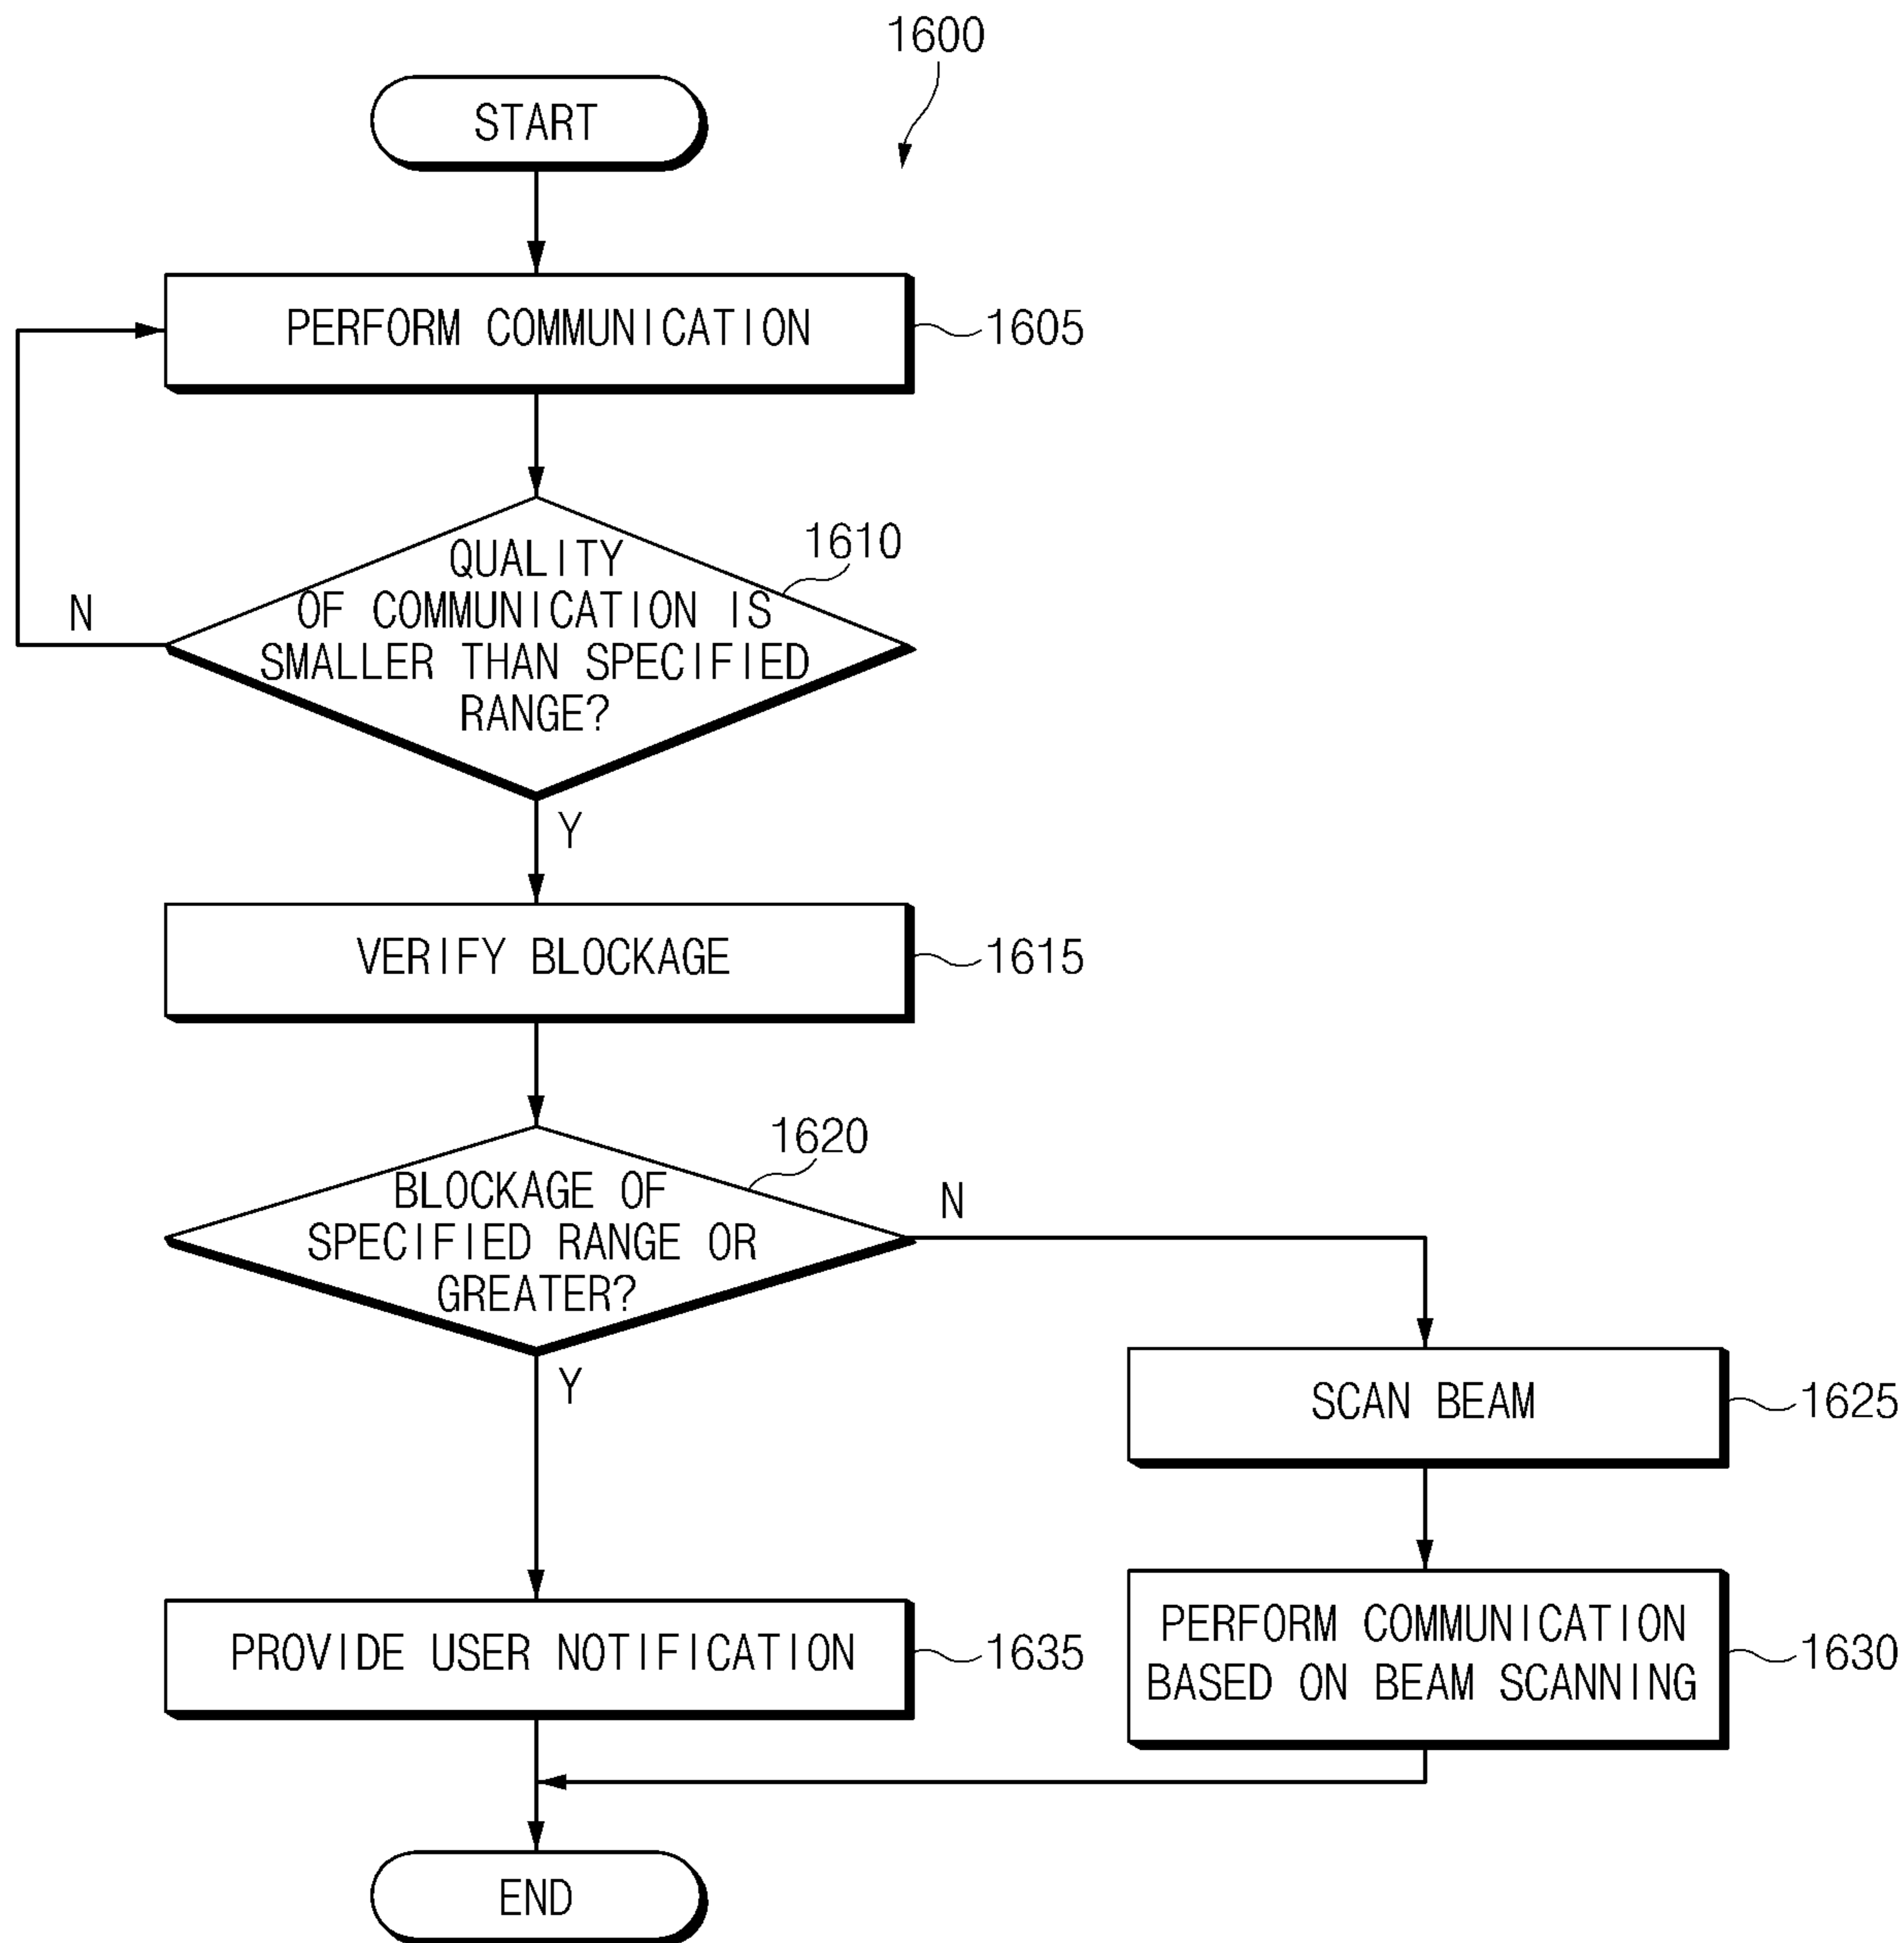 1600
START
PERFORM COMMUNICATION
1605
1610
QUALITY
OF COMMUNICATION IS
SMALLER THAN SPECIFIED
RANGE?
N
Y
VERIFY BLOCKAGE
1615
1620
BLOCKAGE OF
SPECIFIED RANGE OR
GREATER?
N
Y
SCAN BEAM
1625
PERFORM COMMUNICATION
BASED ON BEAM SCANNING
1630
PROVIDE USER NOTIFICATION
1635
END